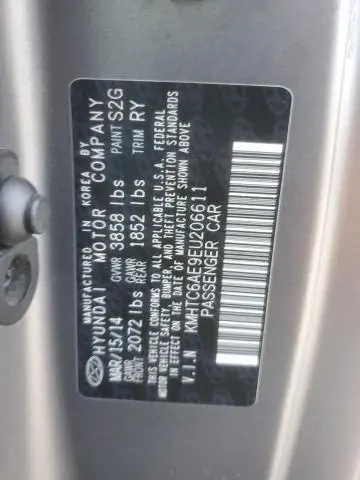 MANUFACTURED IN KOREA BY
HYUNDAI MOTOR COMPANY
MAR/15/14 GVWR 3858 lbs PAINT S2G
GAWR FRONT 2072 lbs GAWR REAR 1852 lbs TRIM RY
THIS VEHICLE CONFORMS TO ALL APPLICABLE U.S.A. FEDERAL
MOTOR VEHICLE SAFETY, BUMPER, AND THEFT PREVENTION STANDARDS
IN EFFECT ON THE DATE OF MANUFACTURE SHOWN ABOVE
V.I.N KMHTC6AE9EU206611
PASSENGER CAR